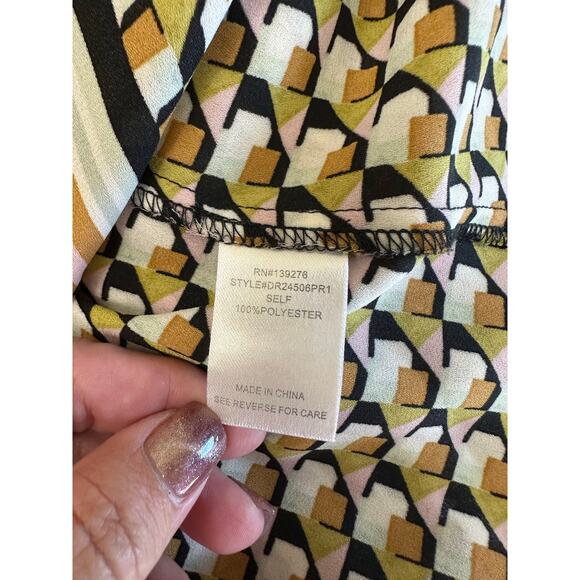 RN#139276
STYLE#DR24506PR1
SELF
100%POLYESTER
MADE IN CHINA
SEE REVERSE FOR CARE